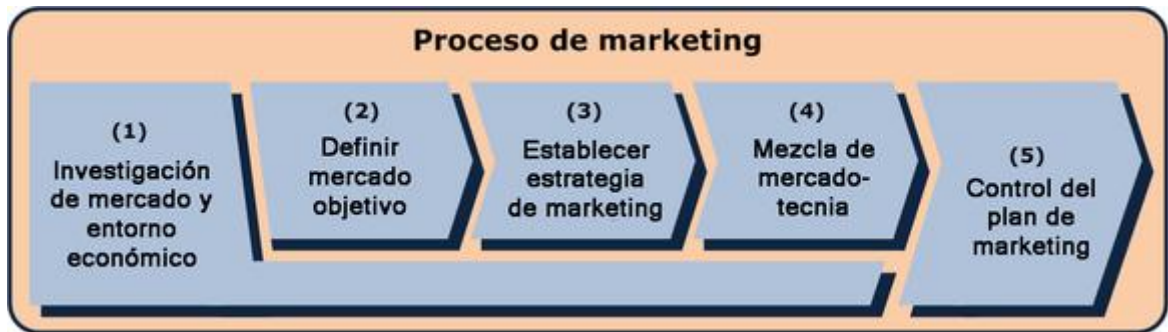 Proceso de marketing
(1)
Investigación
de mercado y
entorno
económico
(2)
Definir
mercado
objetivo
(3)
Establecer
estrategia
de marketing
(4)
Mezcla de
mercado-
tecnia
(5)
Control del
plan de
marketing